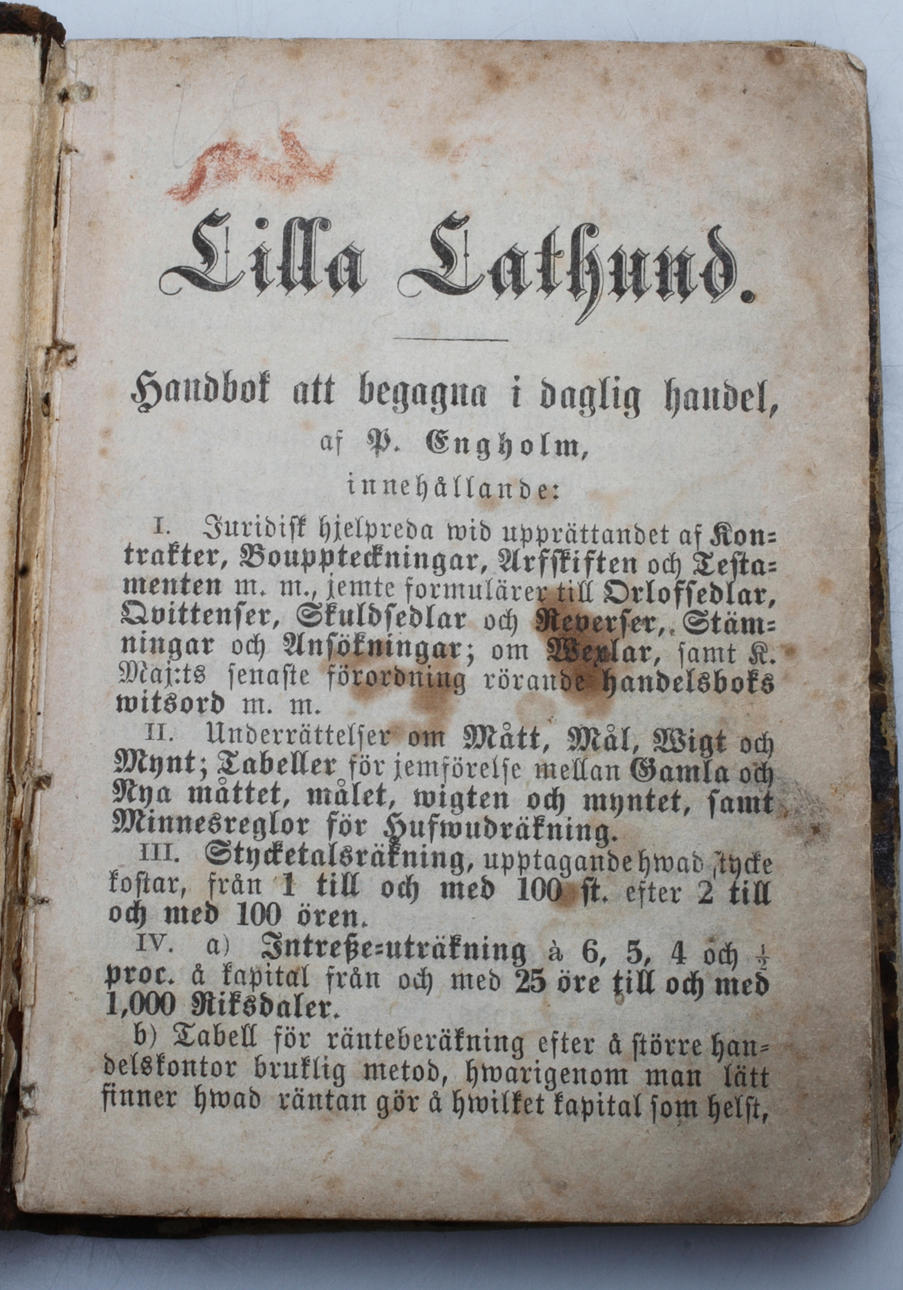 Lilla Lathund.
Handbok att begagna i daglig handel,
af P. Engholm,
innehållande:
I. Juridisk hjelpreda wid upprättandet af Kon-
trakter, Bouppteckningar, Arfskiften och Testa-
menten m. m., jemte formulärer till Orlofsedlar,
Qvittenser, Skuldsedlar och Reverser, Stäm-
ningar och Ansökningar; om Wexlar, samt K.
Maj:ts senaste förordning rörande handelsboks
witsord m. m.
II. Underrättelser om Mått, Mål, Wigt och
Mynt; Tabeller för jemförelse mellan Gamla och
Nya måttet, målet, wigten och myntet, samt
Minnesreglor för Hufwudräkning.
III. Stycketalsräkning, upptagande hwad stycke
kostar, från 1 till och med 100 st. efter 2 till
och med 100 ören.
IV. a) Intreße-uträkning à 6, 5, 4 och ½
proc. å kapital från och med 25 öre till och med
1,000 Riksdaler.
b) Tabell för ränteberäkning efter å större han-
delskontor bruklig metod, hwarigenom man lätt
finner hwad räntan gör å hwilket kapital som helst,